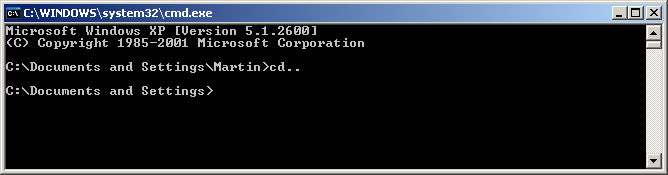 C:\WINDOWS\system32\cmd.exe
Microsoft Windows XP [Version 5.1.2600]
(C) Copyright 1985-2001 Microsoft Corporation
C:\Documents and Settings\Martin>cd..
C:\Documents and Settings>